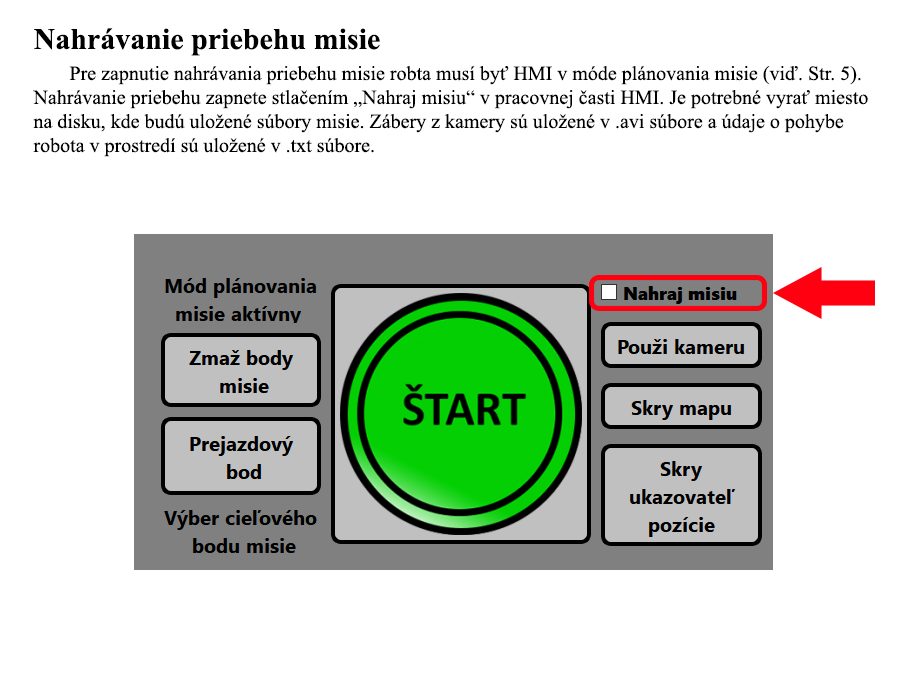 Nahrávanie priebehu misie
Pre zapnutie nahrávania priebehu misie robta musí byť HMI v móde plánovania misie (viď. Str. 5).
Nahrávanie priebehu zapnete stlačením „Nahraj misiu“ v pracovnej časti HMI. Je potrebné vyrať miesto
na disku, kde budú uložené súbory misie. Zábery z kamery sú uložené v .avi súbore a údaje o pohybe
robota v prostredí sú uložené v .txt súbore.
Mód plánovania
misie aktívny
Zmaž body
misie
Prejazdový
bod
Výber cieľového
bodu misie
ŠTART
Nahraj misiu
Použi kameru
Skry mapu
Skry
ukazovateľ
pozície